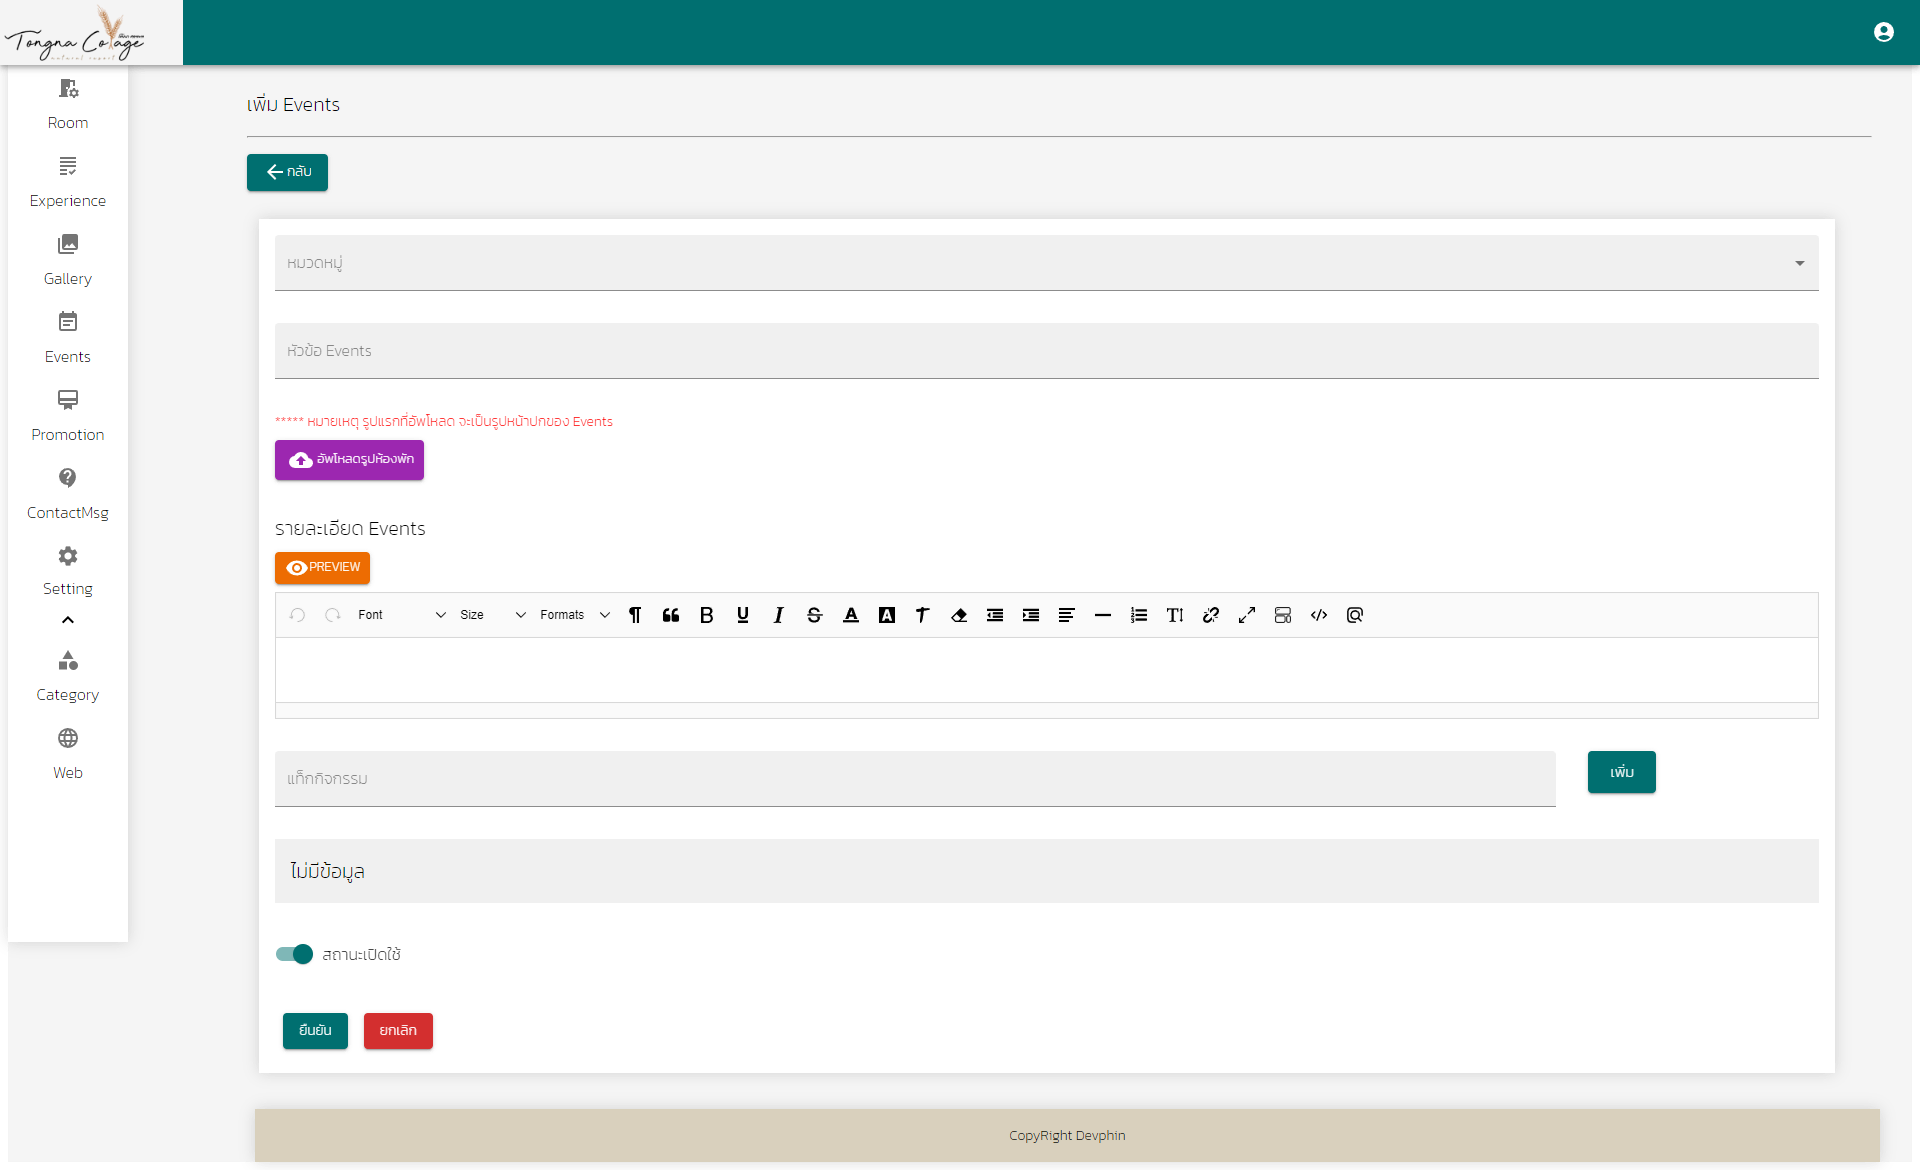 Tongna Cotage
natural resort
Room
Experience
Gallery
Events
Promotion
ContactMsg
Setting
Category
Web
เพิ่ม Events
กลับ
หมวดหมู่
หัวข้อ Events
***** หมายเหตุ รูปแรกที่อัพโหลด จะเป็นรูปหน้าปกของ Events
อัพโหลดรูปห้องพัก
รายละเอียด Events
PREVIEW
Font Size Formats
แท็กกิจกรรม
เพิ่ม
ไม่มีข้อมูล
สถานะเปิดใช้
ยืนยัน ยกเลิก
CopyRight Devphin